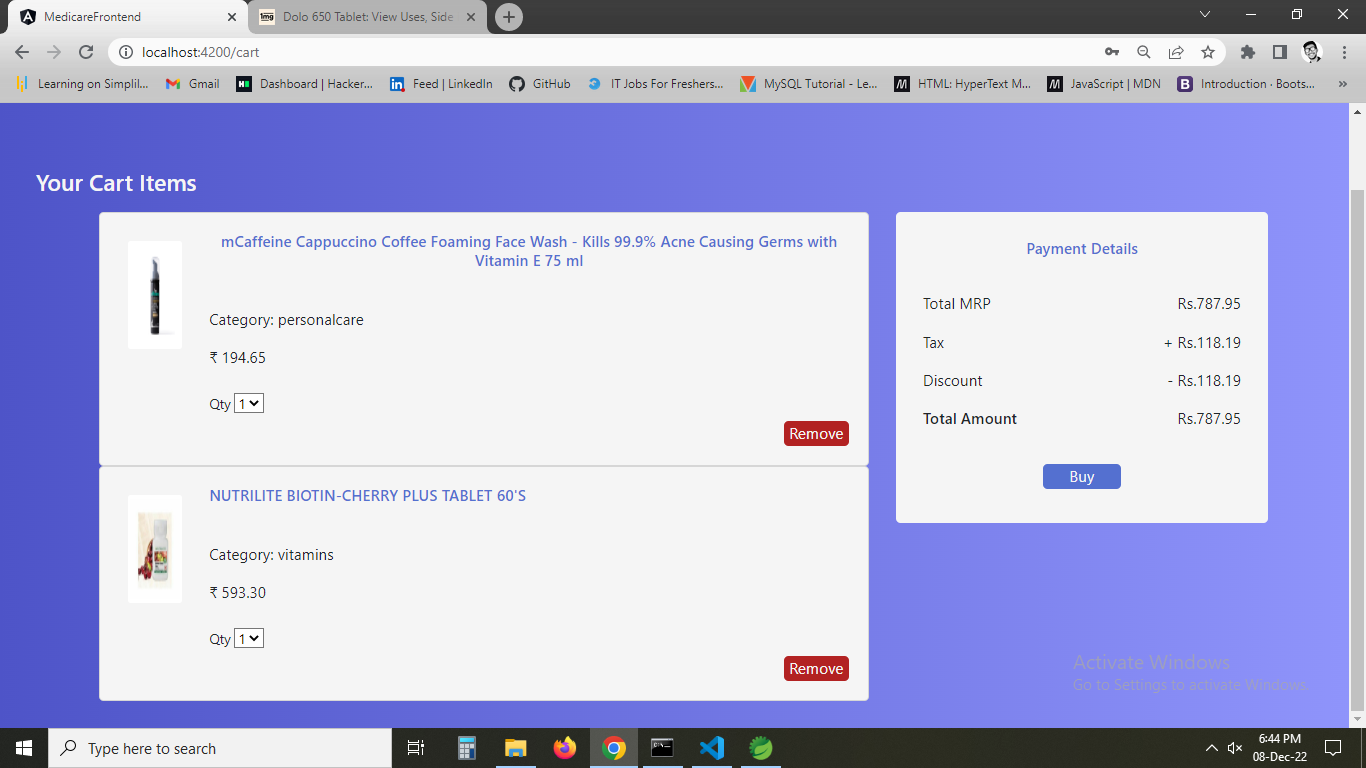 MedicareFrontend
1mg
Dolo 650 Tablet: View Uses, Side
localhost:4200/cart
Learning on Simplil...
Gmail
Dashboard | Hacker...
Feed | LinkedIn
GitHub
IT Jobs For Freshers...
MySQL Tutorial - Le...
HTML: HyperText M...
JavaScript | MDN
Introduction · Boots...
Your Cart Items
mCaffeine Cappuccino Coffee Foaming Face Wash - Kills 99.9% Acne Causing Germs with
Vitamin E 75 ml
Category: personalcare
₹ 194.65
Qty 1
Remove
NUTRILITE BIOTIN-CHERRY PLUS TABLET 60'S
Category: vitamins
₹ 593.30
Qty 1
Remove
Payment Details
Total MRP Rs.787.95
Tax + Rs.118.19
Discount - Rs.118.19
Total Amount Rs.787.95
Buy
Activate Windows
Go to Settings to activate Windows.
Type here to search
6:44 PM
08-Dec-22